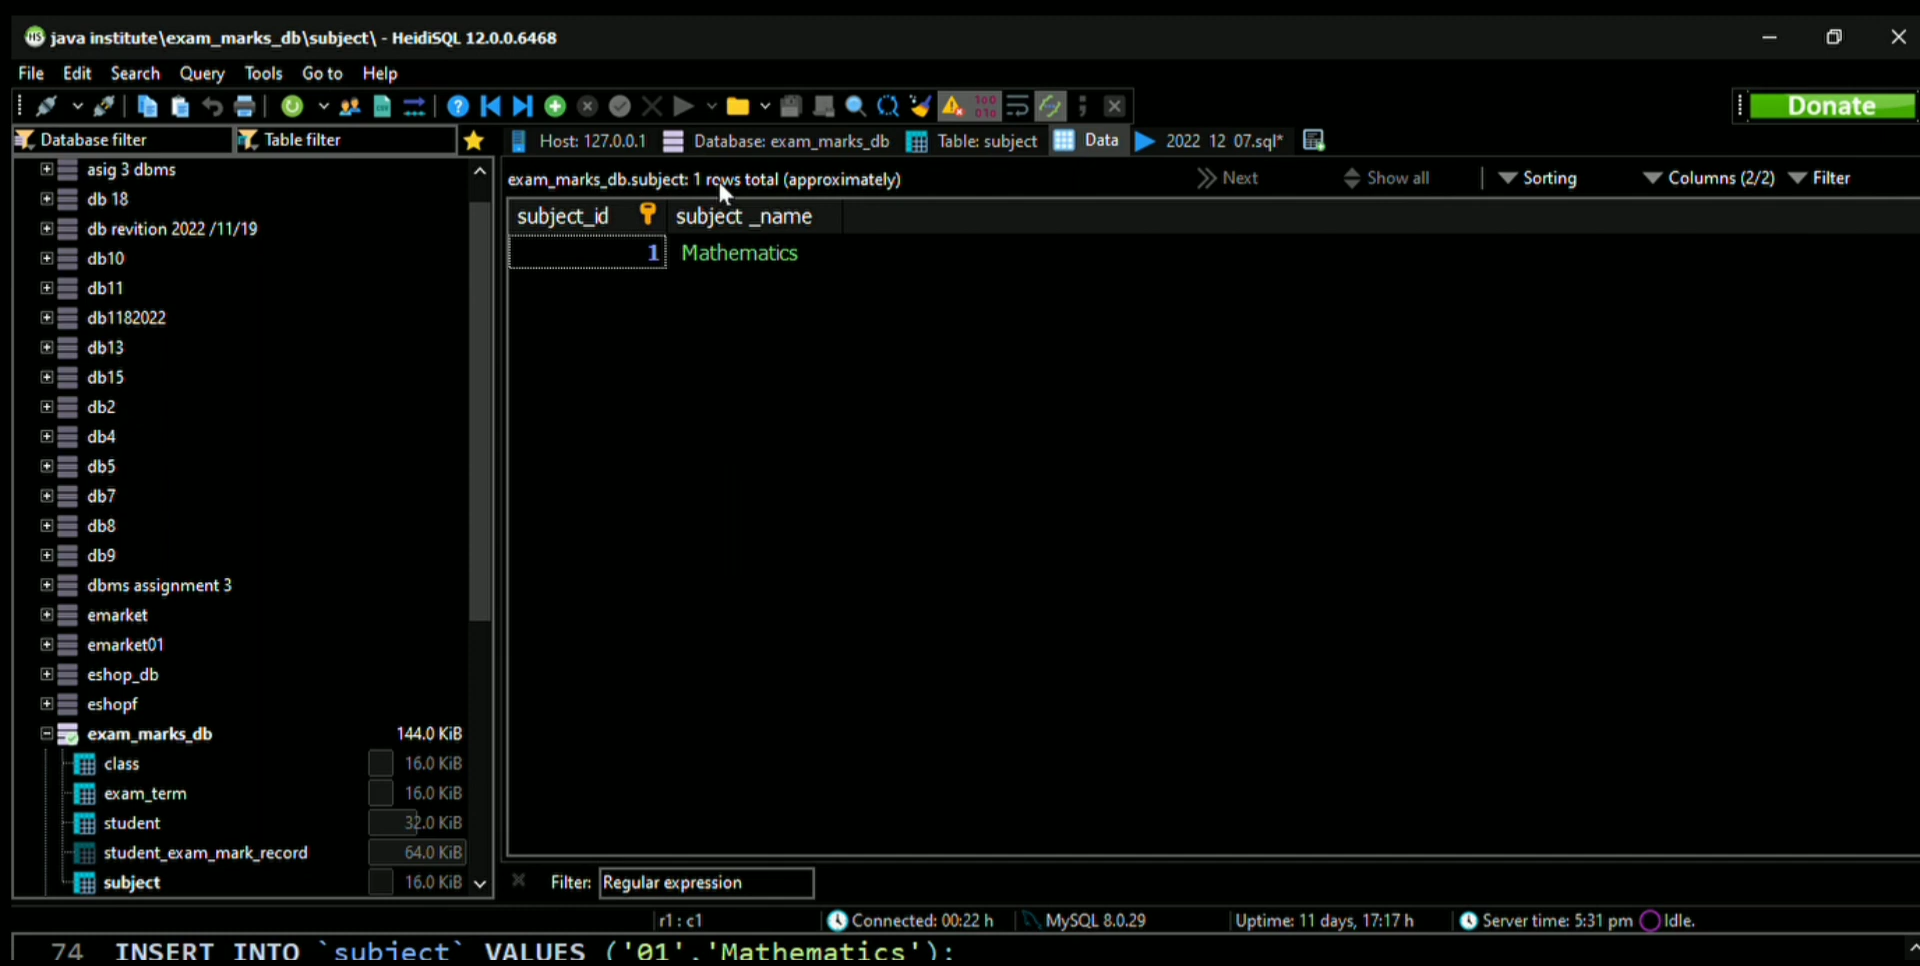 java institute\exam_marks_db\subject\ - HeidiSQL 12.0.0.6468
File Edit Search Query Tools Go to Help
Donate
Database filter Table filter Host: 127.0.0.1 Database: exam_marks_db Table: subject Data 2022 12 07.sql*
exam_marks_db.subject: 1 rows total (approximately) Next Show all Sorting Columns (2/2) Filter
subject_id subject _name
1 Mathematics
asig 3 dbms
db 18
db revition 2022 /11/19
db10
db11
db1182022
db13
db15
db2
db4
db5
db7
db8
db9
dbms assignment 3
emarket
emarket01
eshop_db
eshopf
exam_marks_db 144.0 KiB
class 16.0 KiB
exam_term 16.0 KiB
student 32.0 KiB
student_exam_mark_record 64.0 KiB
subject 16.0 KiB
Filter: Regular expression
r1 : c1 Connected: 00:22 h MySQL 8.0.29 Uptime: 11 days, 17:17 h Server time: 5:31 pm Idle.
74 INSERT INTO `subject` VALUES ('01','Mathematics');